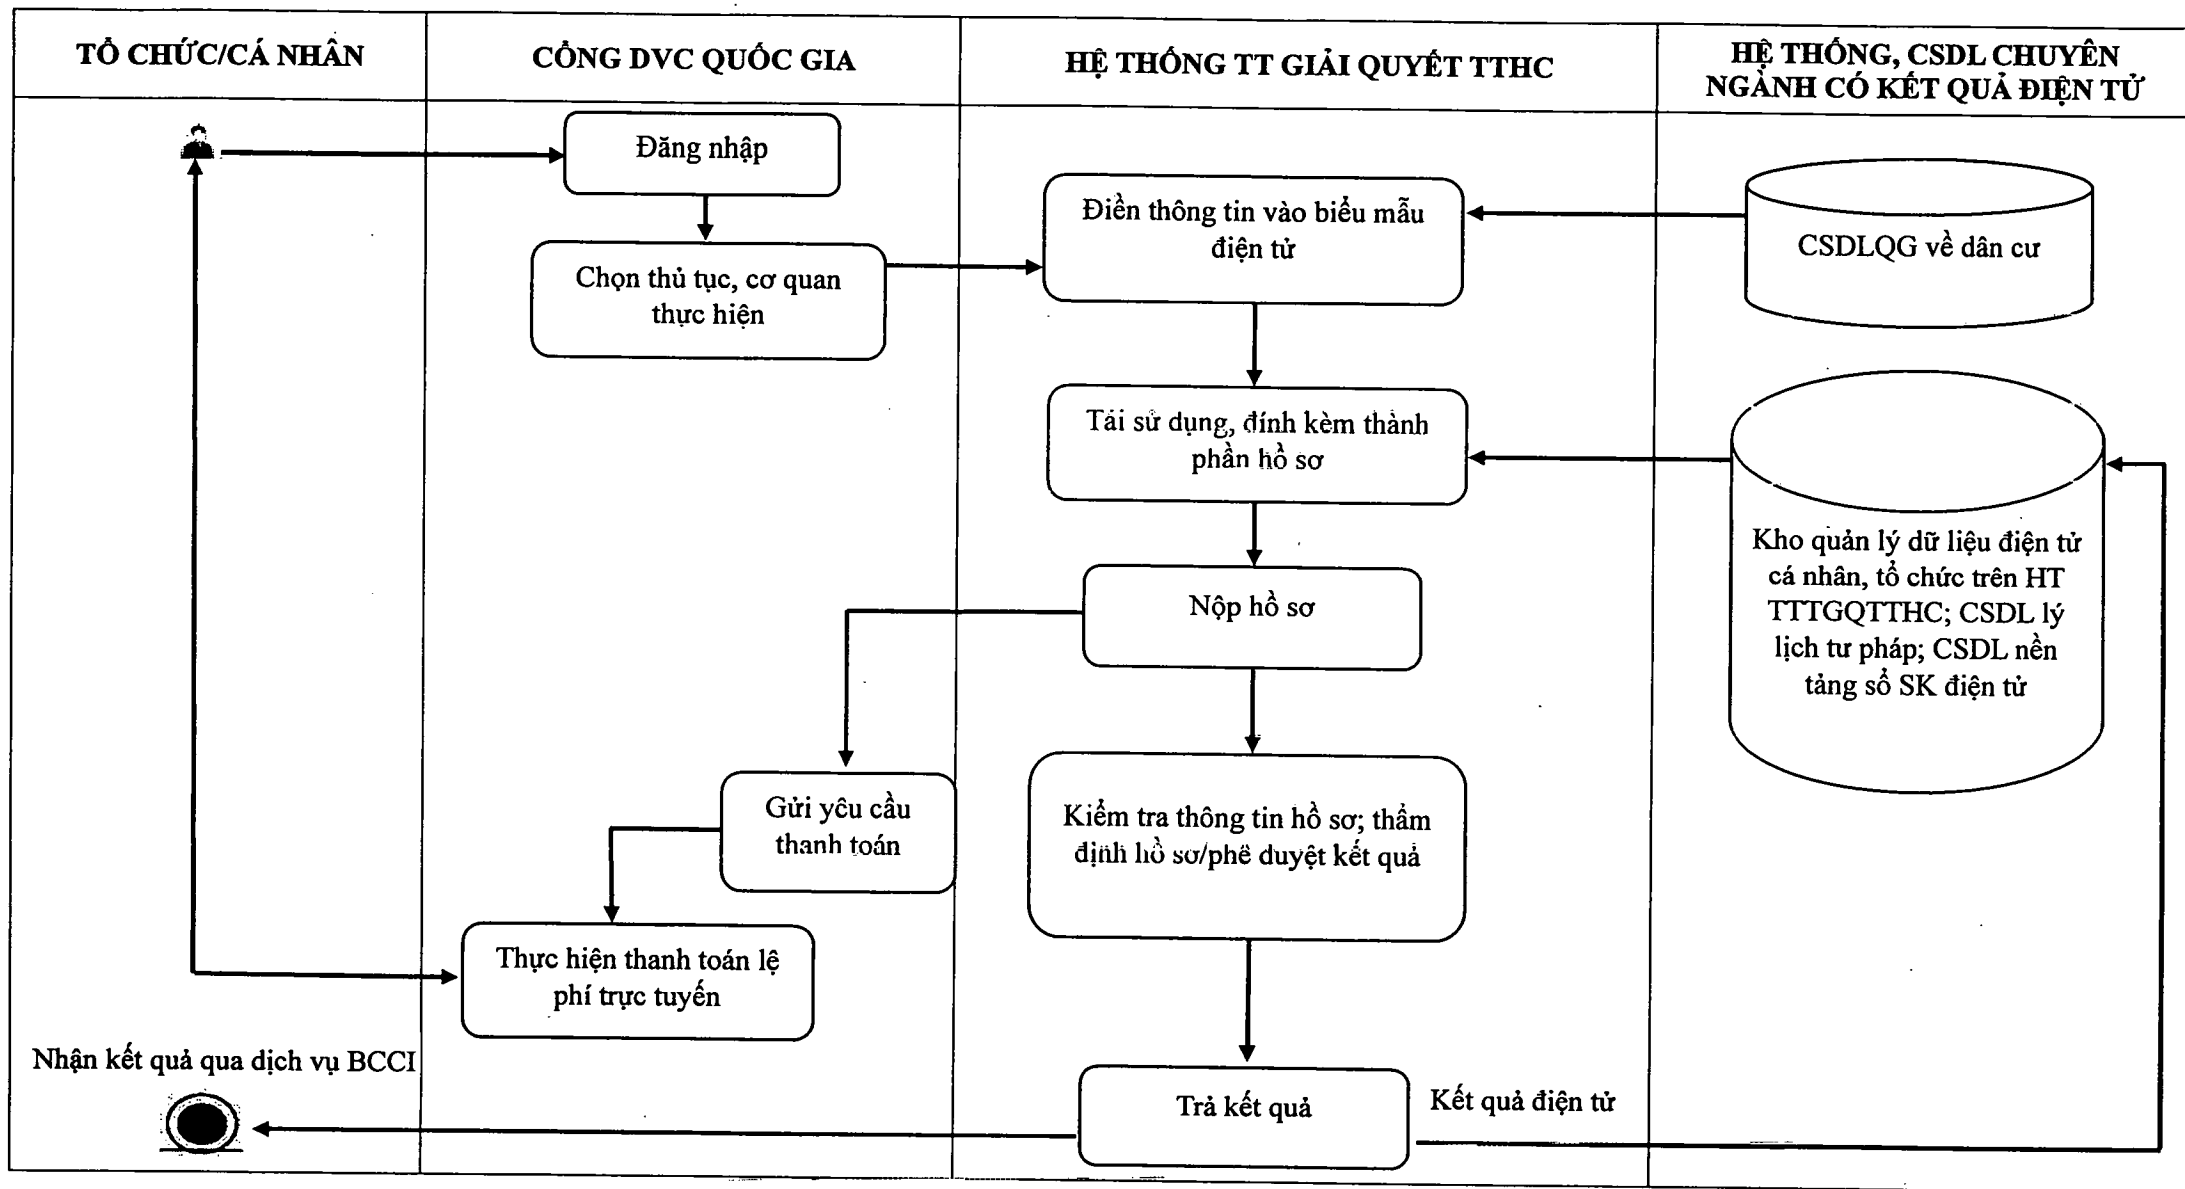 TỔ CHỨC/CÁ NHÂN
CỔNG DVC QUỐC GIA
HỆ THỐNG TT GIẢI QUYẾT TTHC
HỆ THỐNG, CSDL CHUYÊN
NGÀNH CÓ KẾT QUẢ ĐIỆN TỬ
Đăng nhập
Điền thông tin vào biểu mẫu
điện tử
CSDLQG về dân cư
Chọn thủ tục, cơ quan
thực hiện
Tái sử dụng, đính kèm thành
phần hồ sơ
Kho quản lý dữ liệu điện tử
cá nhân, tổ chức trên HT
TTTGQTTHC; CSDL lý
lịch tư pháp; CSDL nền
tảng sổ SK điện tử
Nộp hồ sơ
Gửi yêu cầu
thanh toán
Kiểm tra thông tin hồ sơ; thẩm
định hồ sơ/phê duyệt kết quả
Thực hiện thanh toán lệ
phí trực tuyến
Nhận kết quả qua dịch vụ BCCI
Trả kết quả
Kết quả điện tử